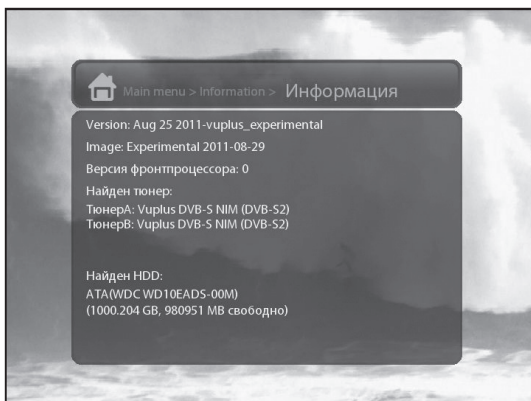 Main menu > Information > Информация
Version: Aug 25 2011-vuplus_experimental
Image: Experimental 2011-08-29
Версия фронтпроцессора: 0
Найден тюнер:
ТюнерA: Vuplus DVB-S NIM (DVB-S2)
ТюнерB: Vuplus DVB-S NIM (DVB-S2)
Найден HDD:
ATA(WDC WD10EADS-00M)
(1000.204 GB, 980951 MB свободно)